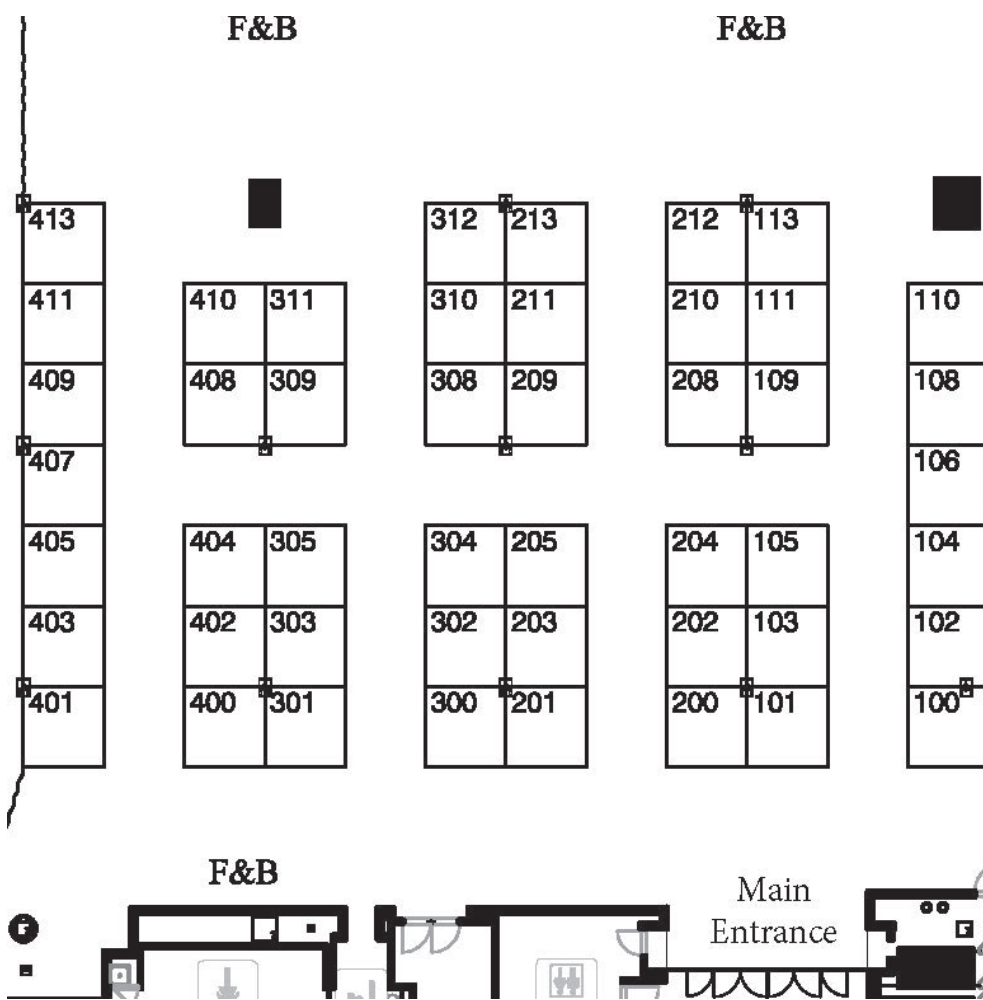 F&B F&B
413 312 213 212 113
411 410 311 310 211 210 111 110
409 408 309 308 209 208 109 108
407 106
405 404 305 304 205 204 105 104
403 402 303 302 203 202 103 102
401 400 301 300 201 200 101 100
F&B
Main
Entrance